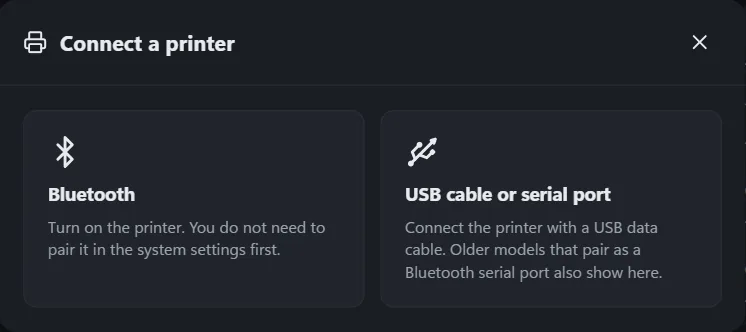 Connect a printer
Bluetooth
Turn on the printer. You do not need to
pair it in the system settings first.
USB cable or serial port
Connect the printer with a USB data
cable. Older models that pair as a
Bluetooth serial port also show here.